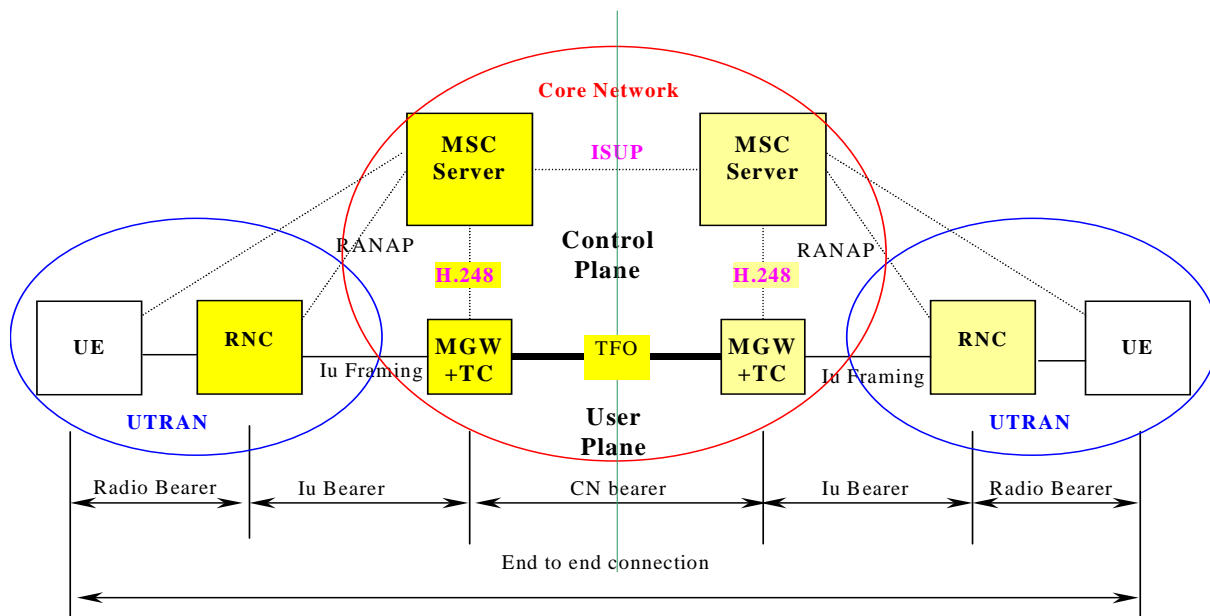 Core Network
MSC
Server
ISUP
MSC
Server
RANAP
Control
Plane
RANAP
H.248
H.248
UE
RNC
MGW
+TC
TFO
MGW
+TC
RNC
UE
Iu Framing
Iu Framing
UTRAN
User
Plane
UTRAN
Radio Bearer
Iu Bearer
CN bearer
Iu Bearer
Radio Bearer
End to end connection